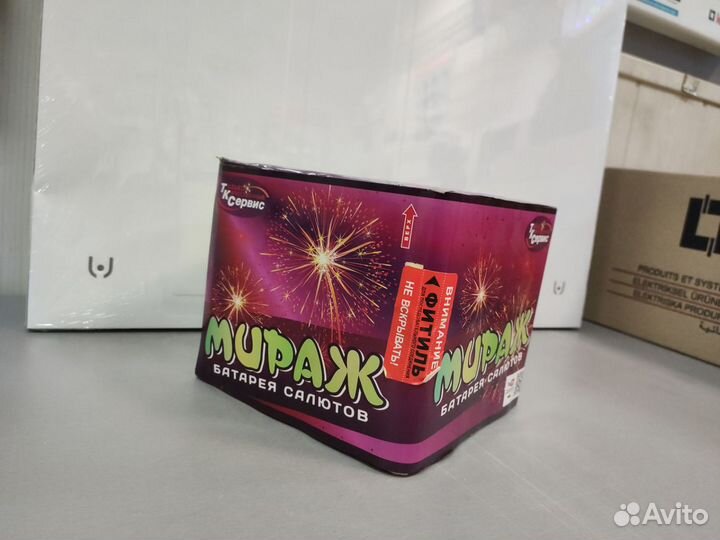 ТКСервис
ВЕРХ
МИРАЖ
БАТАРЕЯ САЛЮТОВ
НЕ ВСКРЫВАТЬ!
ФИТИЛЬ
ВНИМАНИЕ
ТКСервис
МИРАЖ
БАТАРЕЯ САЛЮТОВ
PRODUITS ET SYST
ELEKTRIKSEL ÜRÜN
ELEKTRISKA PRODU
Avito